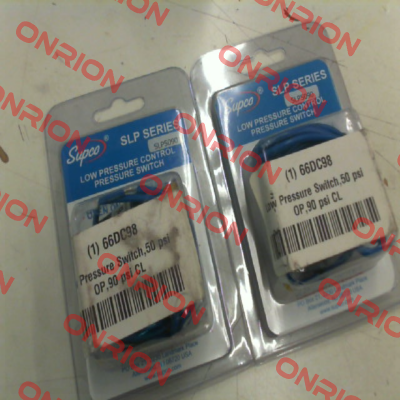 Supco
SLP SERIES
LOW PRESSURE CONTROL
PRESSURE SWITCH
(1) 66DC98
Pressure Switch,50 psi
OP,90 psi CL
Supco
SLP SERIES
LOW PRESSURE CONTROL
PRESSURE SWITCH
(1) 66DC98
Pressure Switch,50 psi
OP,90 psi CL
ONRION
ONRION
ONRION
ONRION
ONRION
ONRION
ONRION
ONRION